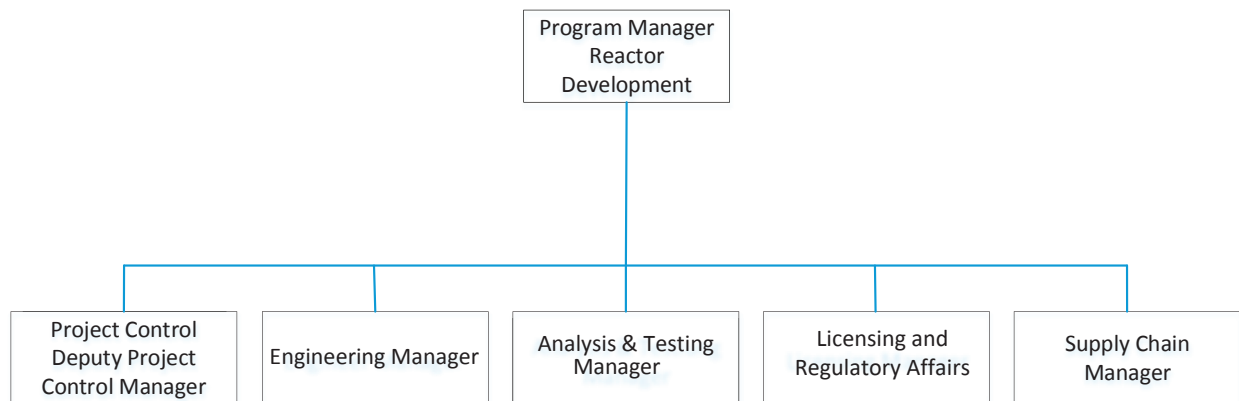 Program Manager
Reactor
Development
Project Control
Deputy Project
Control Manager
Engineering Manager
Analysis & Testing
Manager
Licensing and
Regulatory Affairs
Supply Chain
Manager